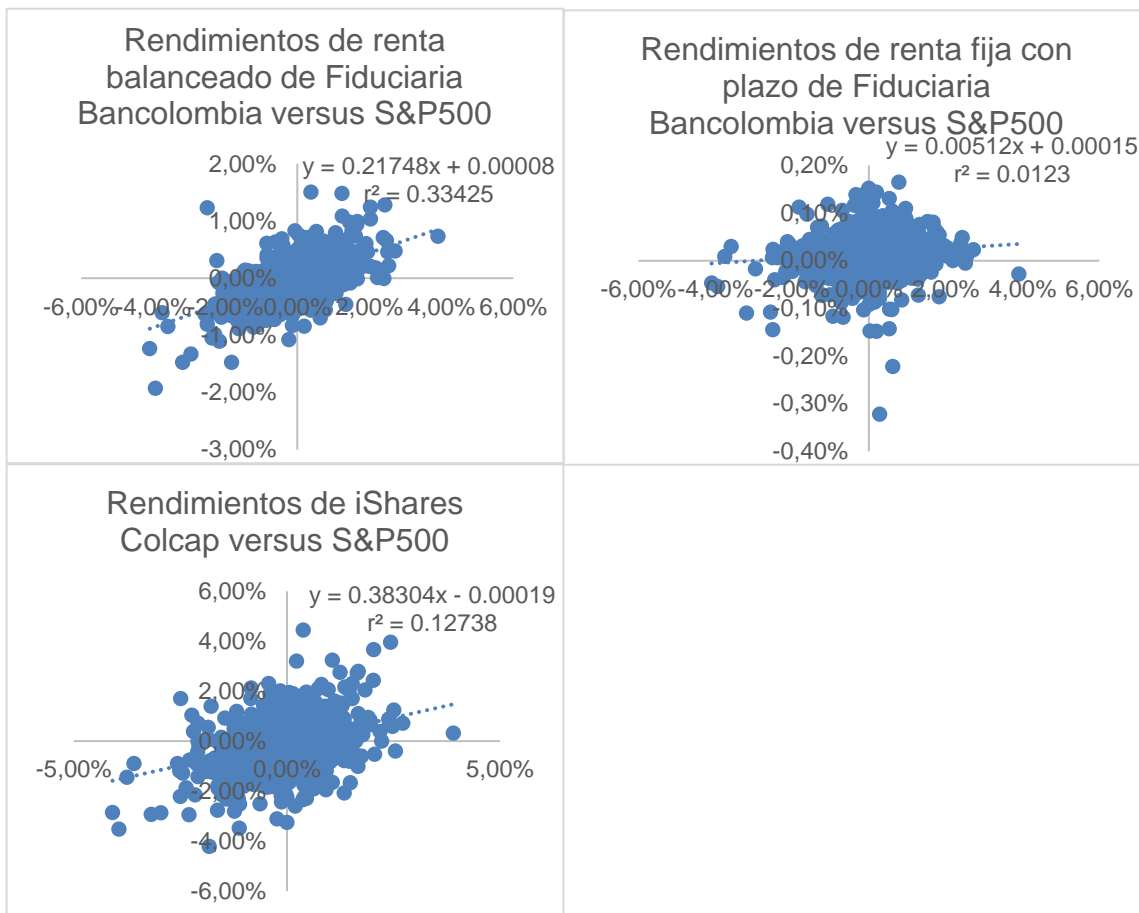 Rendimientos de renta
balanceado de Fiduciaria
Bancolombia versus S&P500
y = 0.21748x + 0.00008
r² = 0.33425
2,00%
1,00%
0,00%
-1,00%
-2,00%
-3,00%
-6,00% -4,00% -2,00% 0,00% 2,00% 4,00% 6,00%
Rendimientos de renta fija con
plazo de Fiduciaria
Bancolombia versus S&P500
y = 0.00512x + 0.00015
r² = 0.0123
0,20%
0,10%
0,00%
-0,10%
-0,20%
-0,30%
-0,40%
-6,00% -4,00% -2,00% 0,00% 2,00% 4,00% 6,00%
Rendimientos de iShares
Colcap versus S&P500
y = 0.38304x - 0.00019
r² = 0.12738
6,00%
4,00%
2,00%
0,00%
-2,00%
-4,00%
-6,00%
-5,00% 0,00% 5,00%